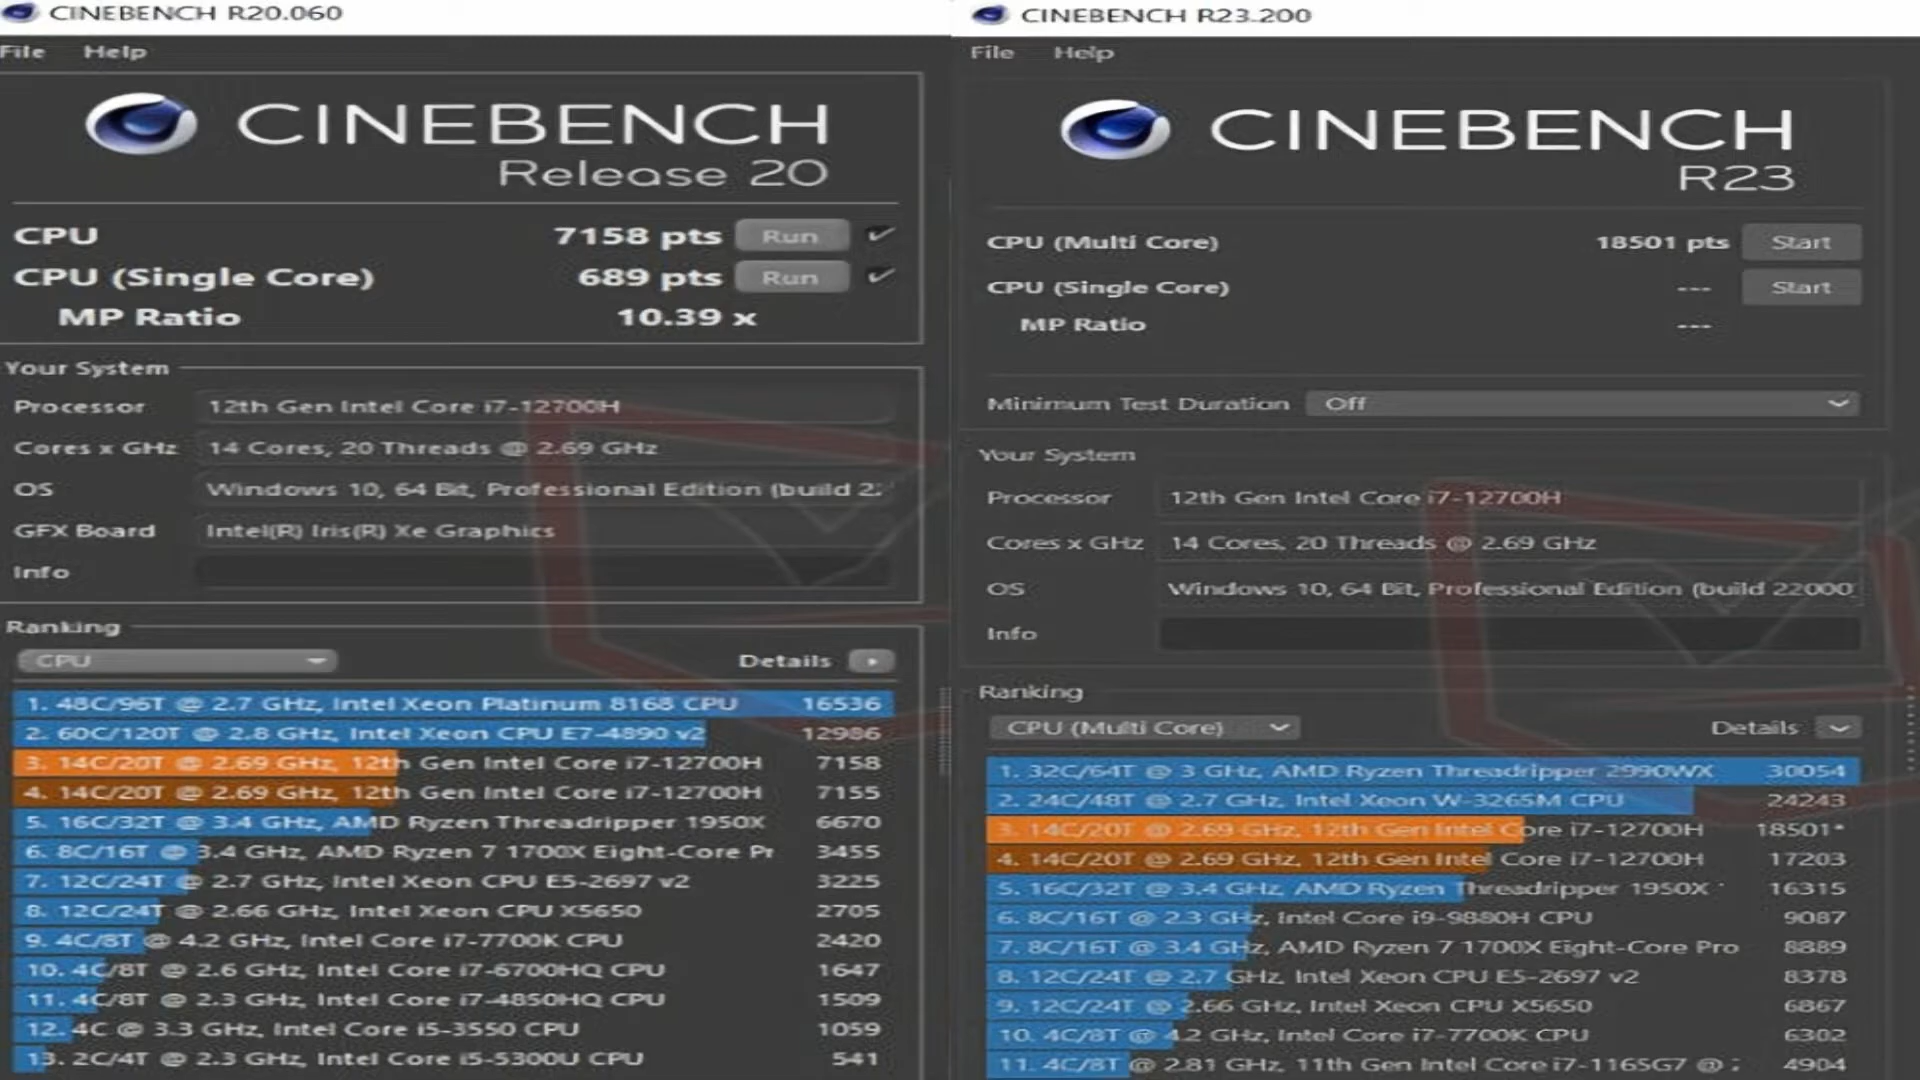 CINEBENCH R20.060
File Help
CINEBENCH
Release 20
CPU 7158 pts Run
CPU (Single Core) 689 pts Run
MP Ratio 10.39 x
Your System
Processor 12th Gen Intel Core i7-12700H
Cores x GHz 14 Cores, 20 Threads @ 2.69 GHz
OS Windows 10, 64 Bit, Professional Edition (build 2:
GFX Board Intel(R) Iris(R) Xe Graphics
Info
Ranking
CPU Details
1. 48C/96T @ 2.7 GHz, Intel Xeon Platinum 8168 CPU 16536
2. 60C/120T @ 2.8 GHz, Intel Xeon CPU E7-4890 v2 12986
3. 14C/20T @ 2.69 GHz, 12th Gen Intel Core i7-12700H 7158
4. 14C/20T @ 2.69 GHz, 12th Gen Intel Core i7-12700H 7155
5. 16C/32T @ 3.4 GHz, AMD Ryzen Threadripper 1950X 6670
6. 8C/16T @ 3.4 GHz, AMD Ryzen 7 1700X Eight-Core Pr 3455
7. 12C/24T @ 2.7 GHz, Intel Xeon CPU E5-2697 v2 3225
8. 12C/24T @ 2.66 GHz, Intel Xeon CPU X5650 2705
9. 4C/8T @ 4.2 GHz, Intel Core i7-7700K CPU 2420
10. 4C/8T @ 2.6 GHz, Intel Core i7-6700HQ CPU 1647
11. 4C/8T @ 2.3 GHz, Intel Core i7-4850HQ CPU 1509
12. 4C @ 3.3 GHz, Intel Core i5-3550 CPU 1059
13. 2C/4T @ 2.3 GHz, Intel Core i5-5300U CPU 541
CINEBENCH R23.200
File Help
CINEBENCH
R23
CPU (Multi Core) 18501 pts Start
CPU (Single Core) --- Start
MP Ratio ---
Minimum Test Duration Off
Your System
Processor 12th Gen Intel Core i7-12700H
Cores x GHz 14 Cores, 20 Threads @ 2.69 GHz
OS Windows 10, 64 Bit, Professional Edition (build 22000
Info
Ranking
CPU (Multi Core) Details
1. 32C/64T @ 3 GHz, AMD Ryzen Threadripper 2990WX 30054
2. 24C/48T @ 2.7 GHz, Intel Xeon W-3265M CPU 24243
3. 14C/20T @ 2.69 GHz, 12th Gen Intel Core i7-12700H 18501*
4. 14C/20T @ 2.69 GHz, 12th Gen Intel Core i7-12700H 17203
5. 16C/32T @ 3.4 GHz, AMD Ryzen Threadripper 1950X 16315
6. 8C/16T @ 2.3 GHz, Intel Core i9-9880H CPU 9087
7. 8C/16T @ 3.4 GHz, AMD Ryzen 7 1700X Eight-Core Pro 8889
8. 12C/24T @ 2.7 GHz, Intel Xeon CPU E5-2697 v2 8378
9. 12C/24T @ 2.66 GHz, Intel Xeon CPU X5650 6867
10. 4C/8T @ 4.2 GHz, Intel Core i7-7700K CPU 6302
11. 4C/8T @ 2.81 GHz, 11th Gen Intel Core i7-1165G7 @ 4904